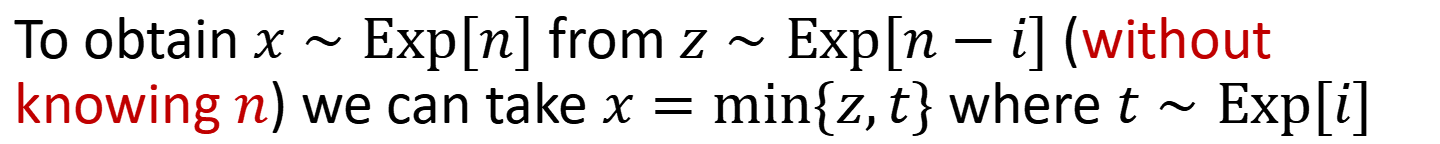 To obtain 𝑥 ~ Exp[𝑛] from 𝑧 ~ Exp[𝑛 − 𝑖] (without
knowing 𝑛) we can take 𝑥 = min{𝑧, 𝑡} where 𝑡 ~ Exp[𝑖]